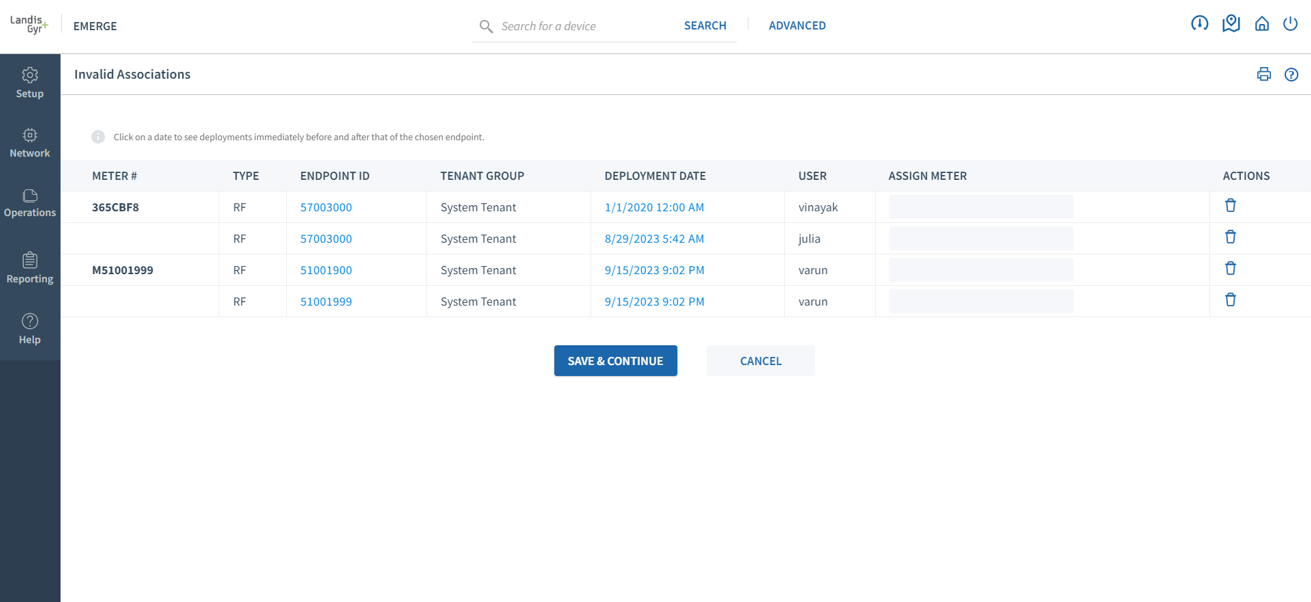 Landis
Gyr+
EMERGE
Search for a device
SEARCH
ADVANCED
Setup
Network
Operations
Reporting
Help
Invalid Associations
Click on a date to see deployments immediately before and after that of the chosen endpoint.
METER # TYPE ENDPOINT ID TENANT GROUP DEPLOYMENT DATE USER ASSIGN METER ACTIONS
365CBF8 RF 57003000 System Tenant 1/1/2020 12:00 AM vinayak
RF 57003000 System Tenant 8/29/2023 5:42 AM julia
M51001999 RF 51001900 System Tenant 9/15/2023 9:02 PM varun
RF 51001999 System Tenant 9/15/2023 9:02 PM varun
SAVE & CONTINUE
CANCEL